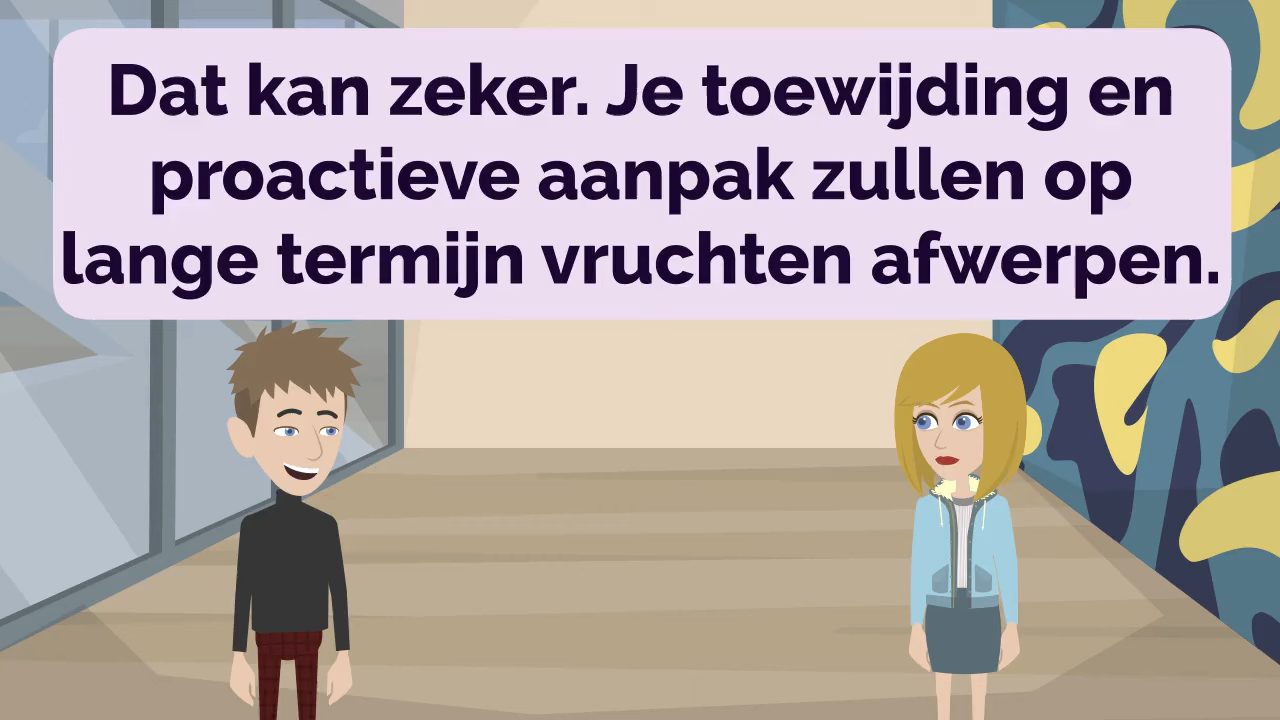 Dat kan zeker. Je toewijding en
proactieve aanpak zullen op
lange termijn vruchten afwerpen.